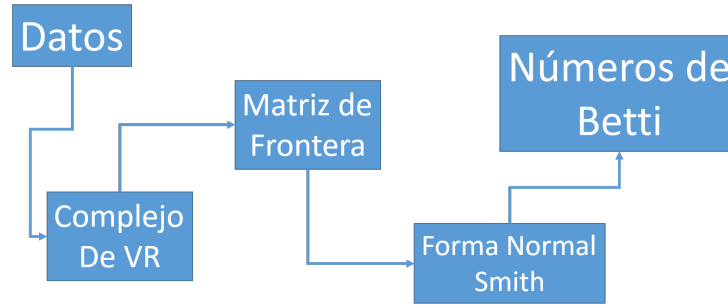 Datos
Complejo
De VR
Matriz de
Frontera
Forma Normal
Smith
Números de
Betti